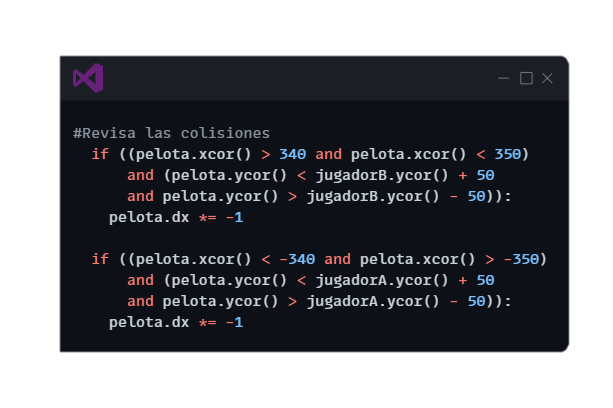 #Revisa las colisiones
if ((pelota.xcor() > 340 and pelota.xcor() < 350)
and (pelota.ycor() < jugadorB.ycor() + 50
and pelota.ycor() > jugadorB.ycor() - 50)):
pelota.dx *= -1
if ((pelota.xcor() < -340 and pelota.xcor() > -350)
and (pelota.ycor() < jugadorA.ycor() + 50
and pelota.ycor() > jugadorA.ycor() - 50)):
pelota.dx *= -1